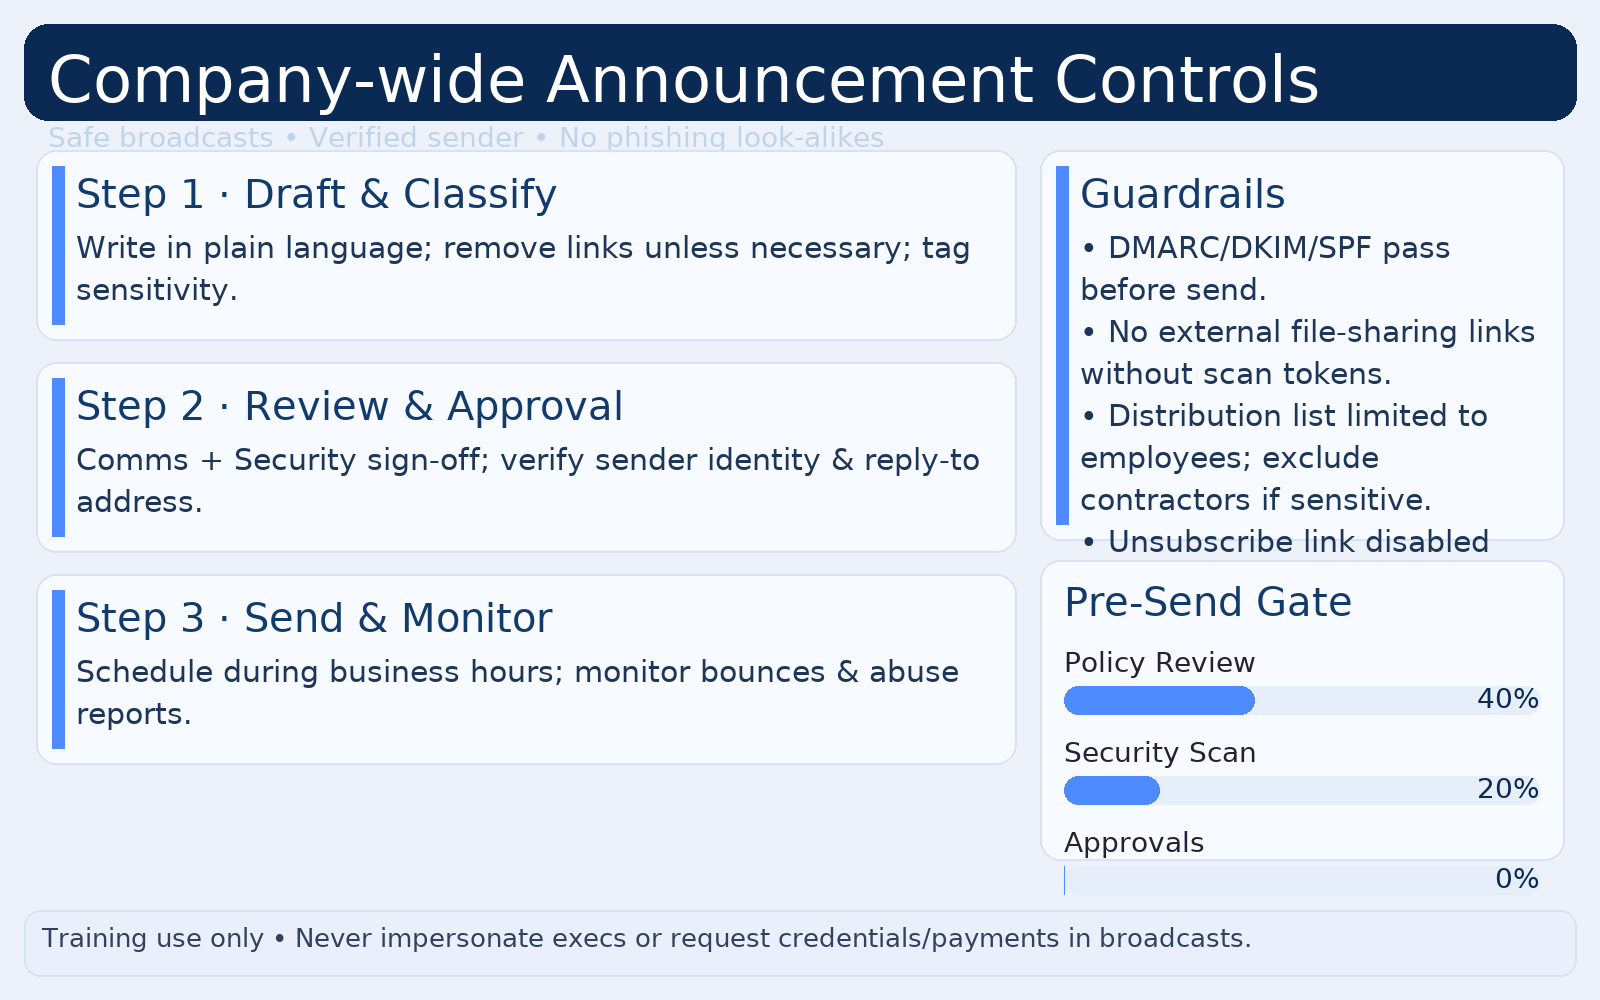 Company-wide Announcement Controls
Safe broadcasts • Verified sender • No phishing look-alikes
Step 1 · Draft & Classify
Write in plain language; remove links unless necessary; tag
sensitivity.
Step 2 · Review & Approval
Comms + Security sign-off; verify sender identity & reply-to
address.
Step 3 · Send & Monitor
Schedule during business hours; monitor bounces & abuse
reports.
Guardrails
• DMARC/DKIM/SPF pass
before send.
• No external file-sharing links
without scan tokens.
• Distribution list limited to
employees; exclude
contractors if sensitive.
• Unsubscribe link disabled
Pre-Send Gate
Policy Review
40%
Security Scan
20%
Approvals
0%
Training use only • Never impersonate execs or request credentials/payments in broadcasts.